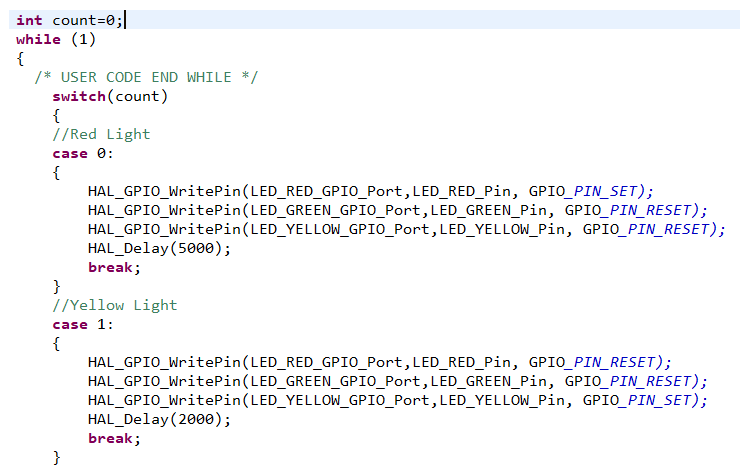 int count=0;
while (1)
{
/* USER CODE END WHILE */
switch(count)
{
//Red Light
case 0:
{
HAL_GPIO_WritePin(LED_RED_GPIO_Port,LED_RED_Pin, GPIO_PIN_SET);
HAL_GPIO_WritePin(LED_GREEN_GPIO_Port,LED_GREEN_Pin, GPIO_PIN_RESET);
HAL_GPIO_WritePin(LED_YELLOW_GPIO_Port,LED_YELLOW_Pin, GPIO_PIN_RESET);
HAL_Delay(5000);
break;
}
//Yellow Light
case 1:
{
HAL_GPIO_WritePin(LED_RED_GPIO_Port,LED_RED_Pin, GPIO_PIN_RESET);
HAL_GPIO_WritePin(LED_GREEN_GPIO_Port,LED_GREEN_Pin, GPIO_PIN_RESET);
HAL_GPIO_WritePin(LED_YELLOW_GPIO_Port,LED_YELLOW_Pin, GPIO_PIN_SET);
HAL_Delay(2000);
break;
}